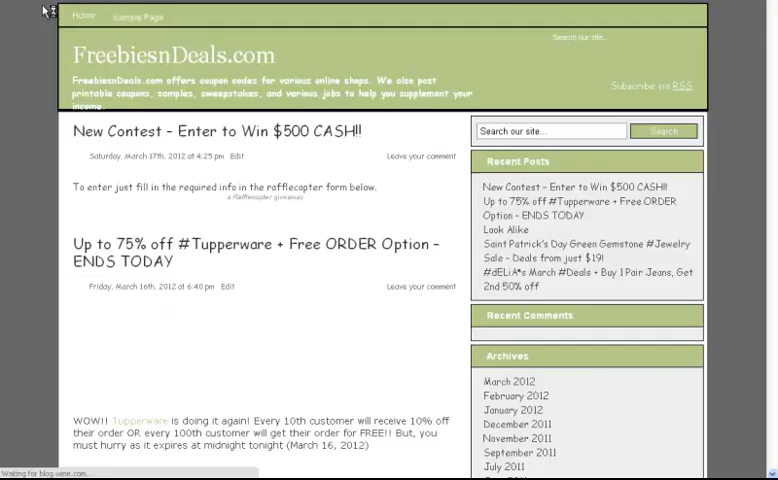 Home
Sample Page
Search our site...
FreebiesnDeals.com
FreebiesnDeals.com offers coupon codes for various online shops. We also post
printable coupons, samples, sweepstakes, and various jobs to help you supplement your
income.
Subscribe via RSS
New Contest – Enter to Win $500 CASH!!
Saturday, March 17th, 2012 at 4:25 pm Edit
Leave your comment
To enter just fill in the required info in the rafflecopter form below.
a Rafflecopter giveaway
Up to 75% off #Tupperware + Free ORDER Option –
ENDS TODAY
Friday, March 16th, 2012 at 6:40 pm Edit
Leave your comment
WOW!! Tupperware is doing it again! Every 10th customer will receive 10% off
their order OR every 100th customer will get their order for FREE!! But, you
must hurry as it expires at midnight tonight (March 16, 2012)
Search our site...
Search
Recent Posts
New Contest – Enter to Win $500 CASH!!
Up to 75% off #Tupperware + Free ORDER
Option – ENDS TODAY
Look Alike
Saint Patrick's Day Green Gemstone #Jewelry
Sale – Deals from just $19!
#dELiA*s March #Deals + Buy 1 Pair Jeans, Get
2nd 50% off
Recent Comments
Archives
March 2012
February 2012
January 2012
December 2011
November 2011
September 2011
July 2011
Waiting for blog.wine.com...